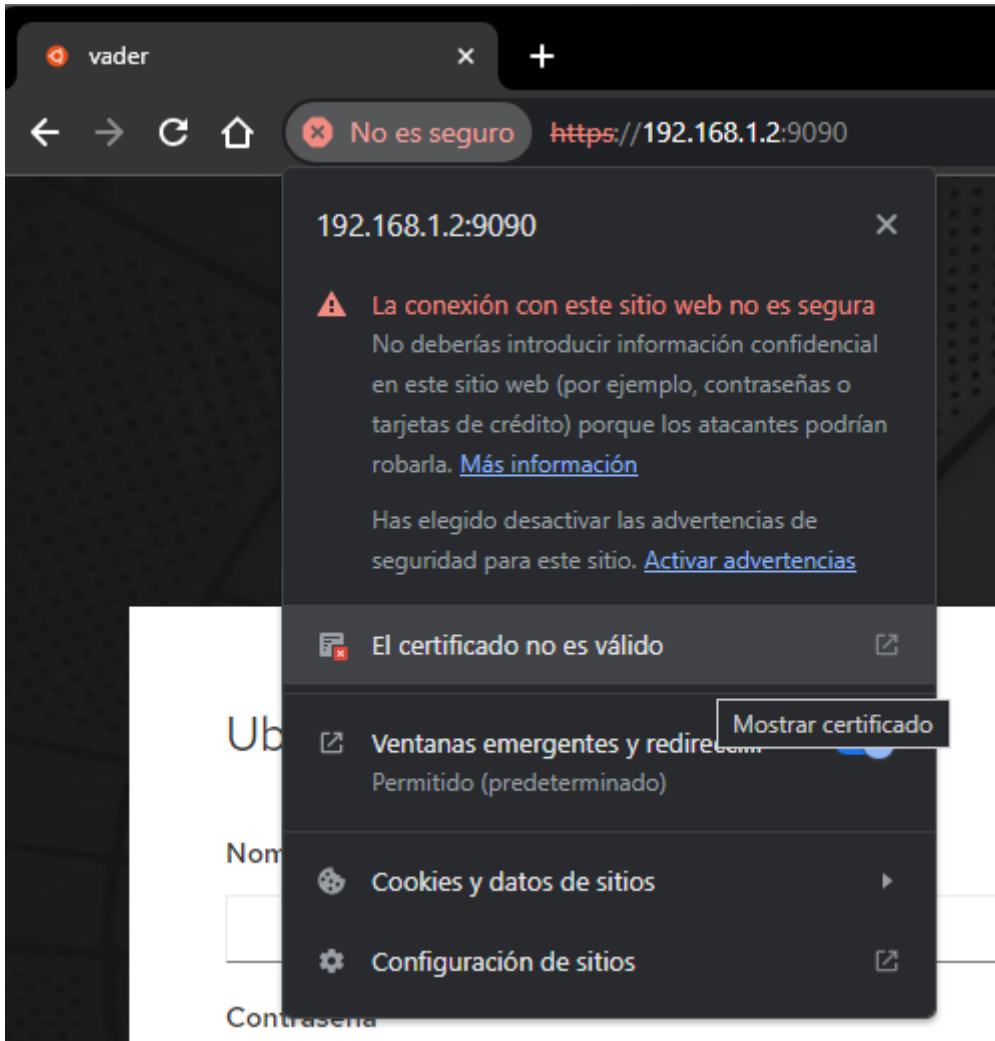 vader
No es seguro https://192.168.1.2:9090
192.168.1.2:9090
La conexión con este sitio web no es segura
No deberías introducir información confidencial
en este sitio web (por ejemplo, contraseñas o
tarjetas de crédito) porque los atacantes podrían
robarla. Más información
Has elegido desactivar las advertencias de
seguridad para este sitio. Activar advertencias
El certificado no es válido
Mostrar certificado
Ub
Ventanas emergentes y redirecci...
Permitido (predeterminado)
Nom
Cookies y datos de sitios
Configuración de sitios
Contraseña